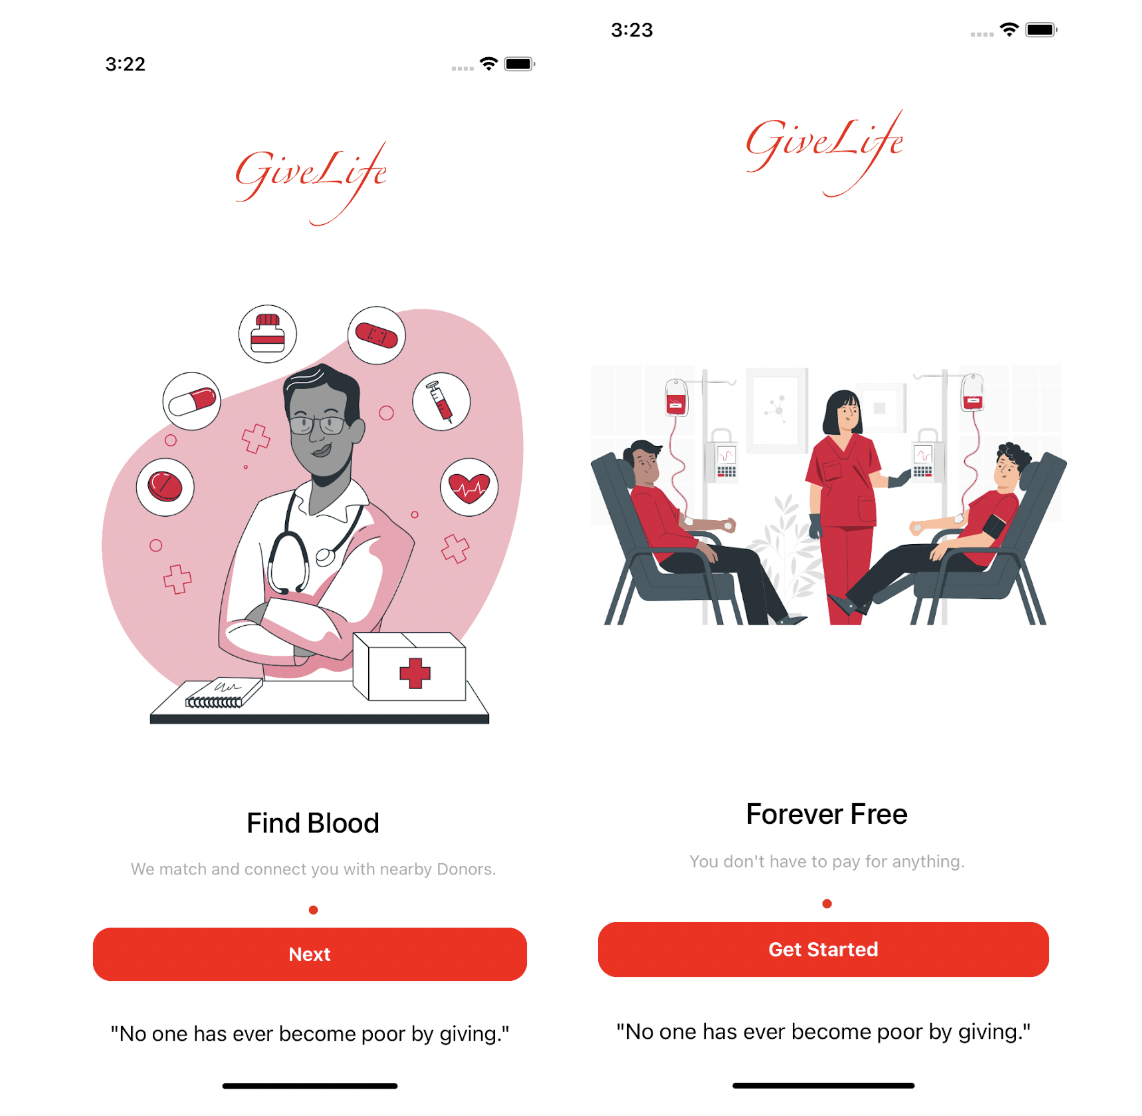 3:22
GiveLife
Find Blood
We match and connect you with nearby Donors.
Next
"No one has ever become poor by giving."
3:23
GiveLife
Forever Free
You don't have to pay for anything.
Get Started
"No one has ever become poor by giving."